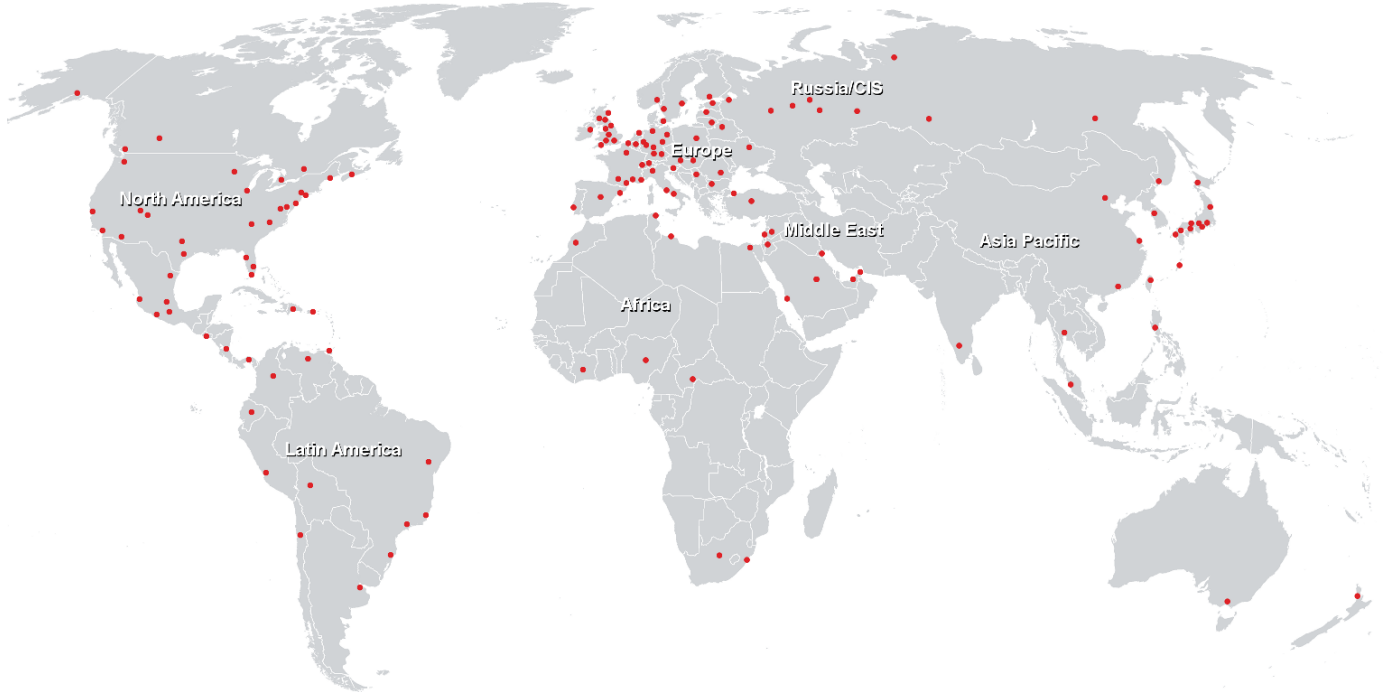 Russia/CIS
Europe
North America
Middle East
Asia Pacific
Africa
Latin America